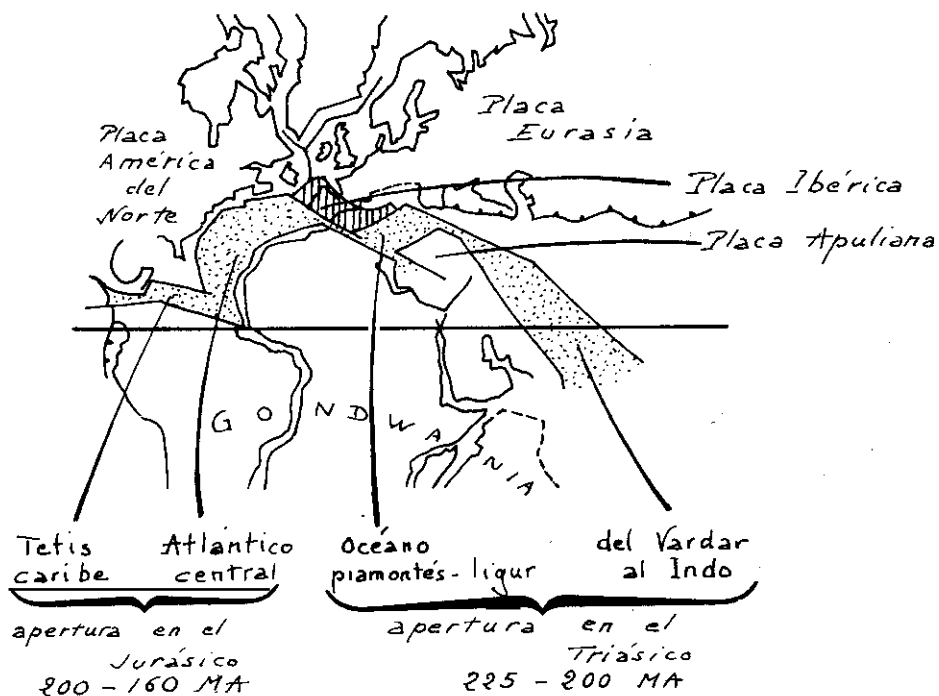 Placa
Eurasia
Placa
América
del
Norte
Placa Ibérica
Placa Apuliana
GONDWANIA
Tetis
caribe
Atlántico
central
Océano
piamontés-ligur
del Vardar
al Indo
apertura en el
Jurásico
200-160 MA
apertura en el
Triásico
225-200 MA